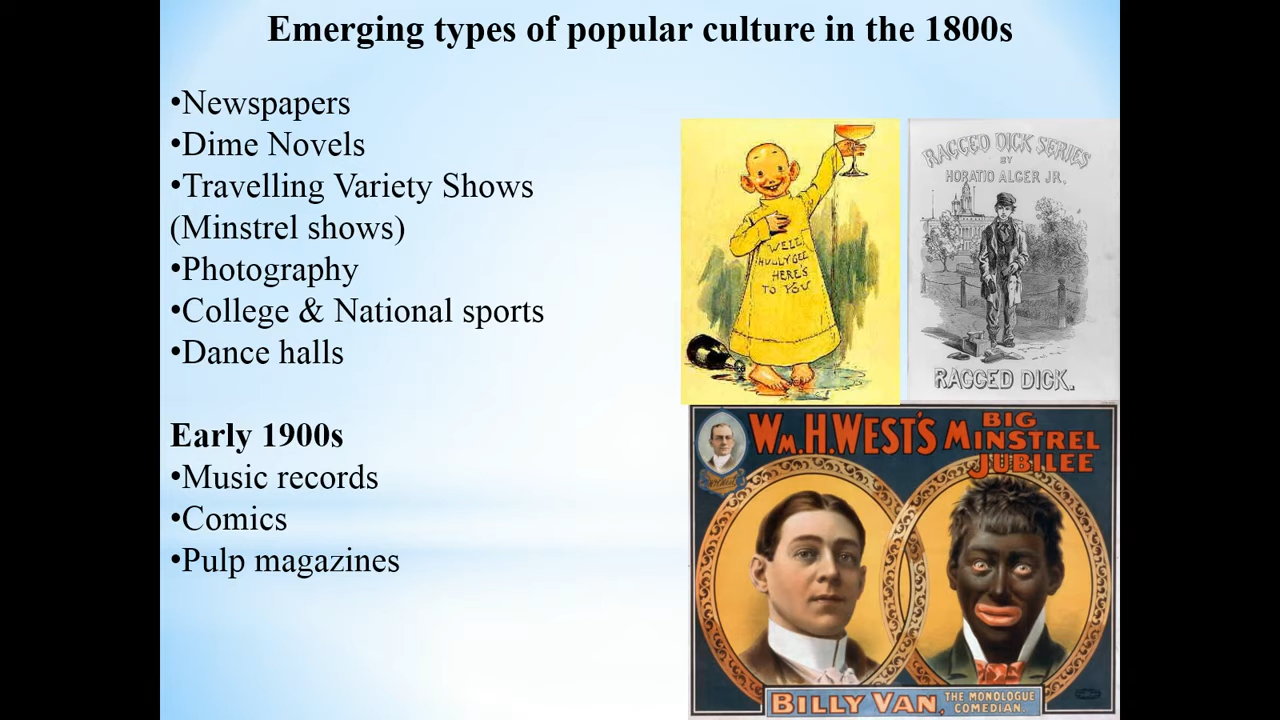 Emerging types of popular culture in the 1800s
•Newspapers
•Dime Novels
•Travelling Variety Shows
(Minstrel shows)
•Photography
•College & National sports
•Dance halls
Early 1900s
•Music records
•Comics
•Pulp magazines
WELL
HULLY GEE
HERE'S
TO YOU
RAGGED DICK SERIES
BY
HORATIO ALGER JR.
RAGGED DICK.
WM. H. WEST'S
BIG
MINSTREL
JUBILEE
BILLY VAN,
THE MONOLOGUE
COMEDIAN.